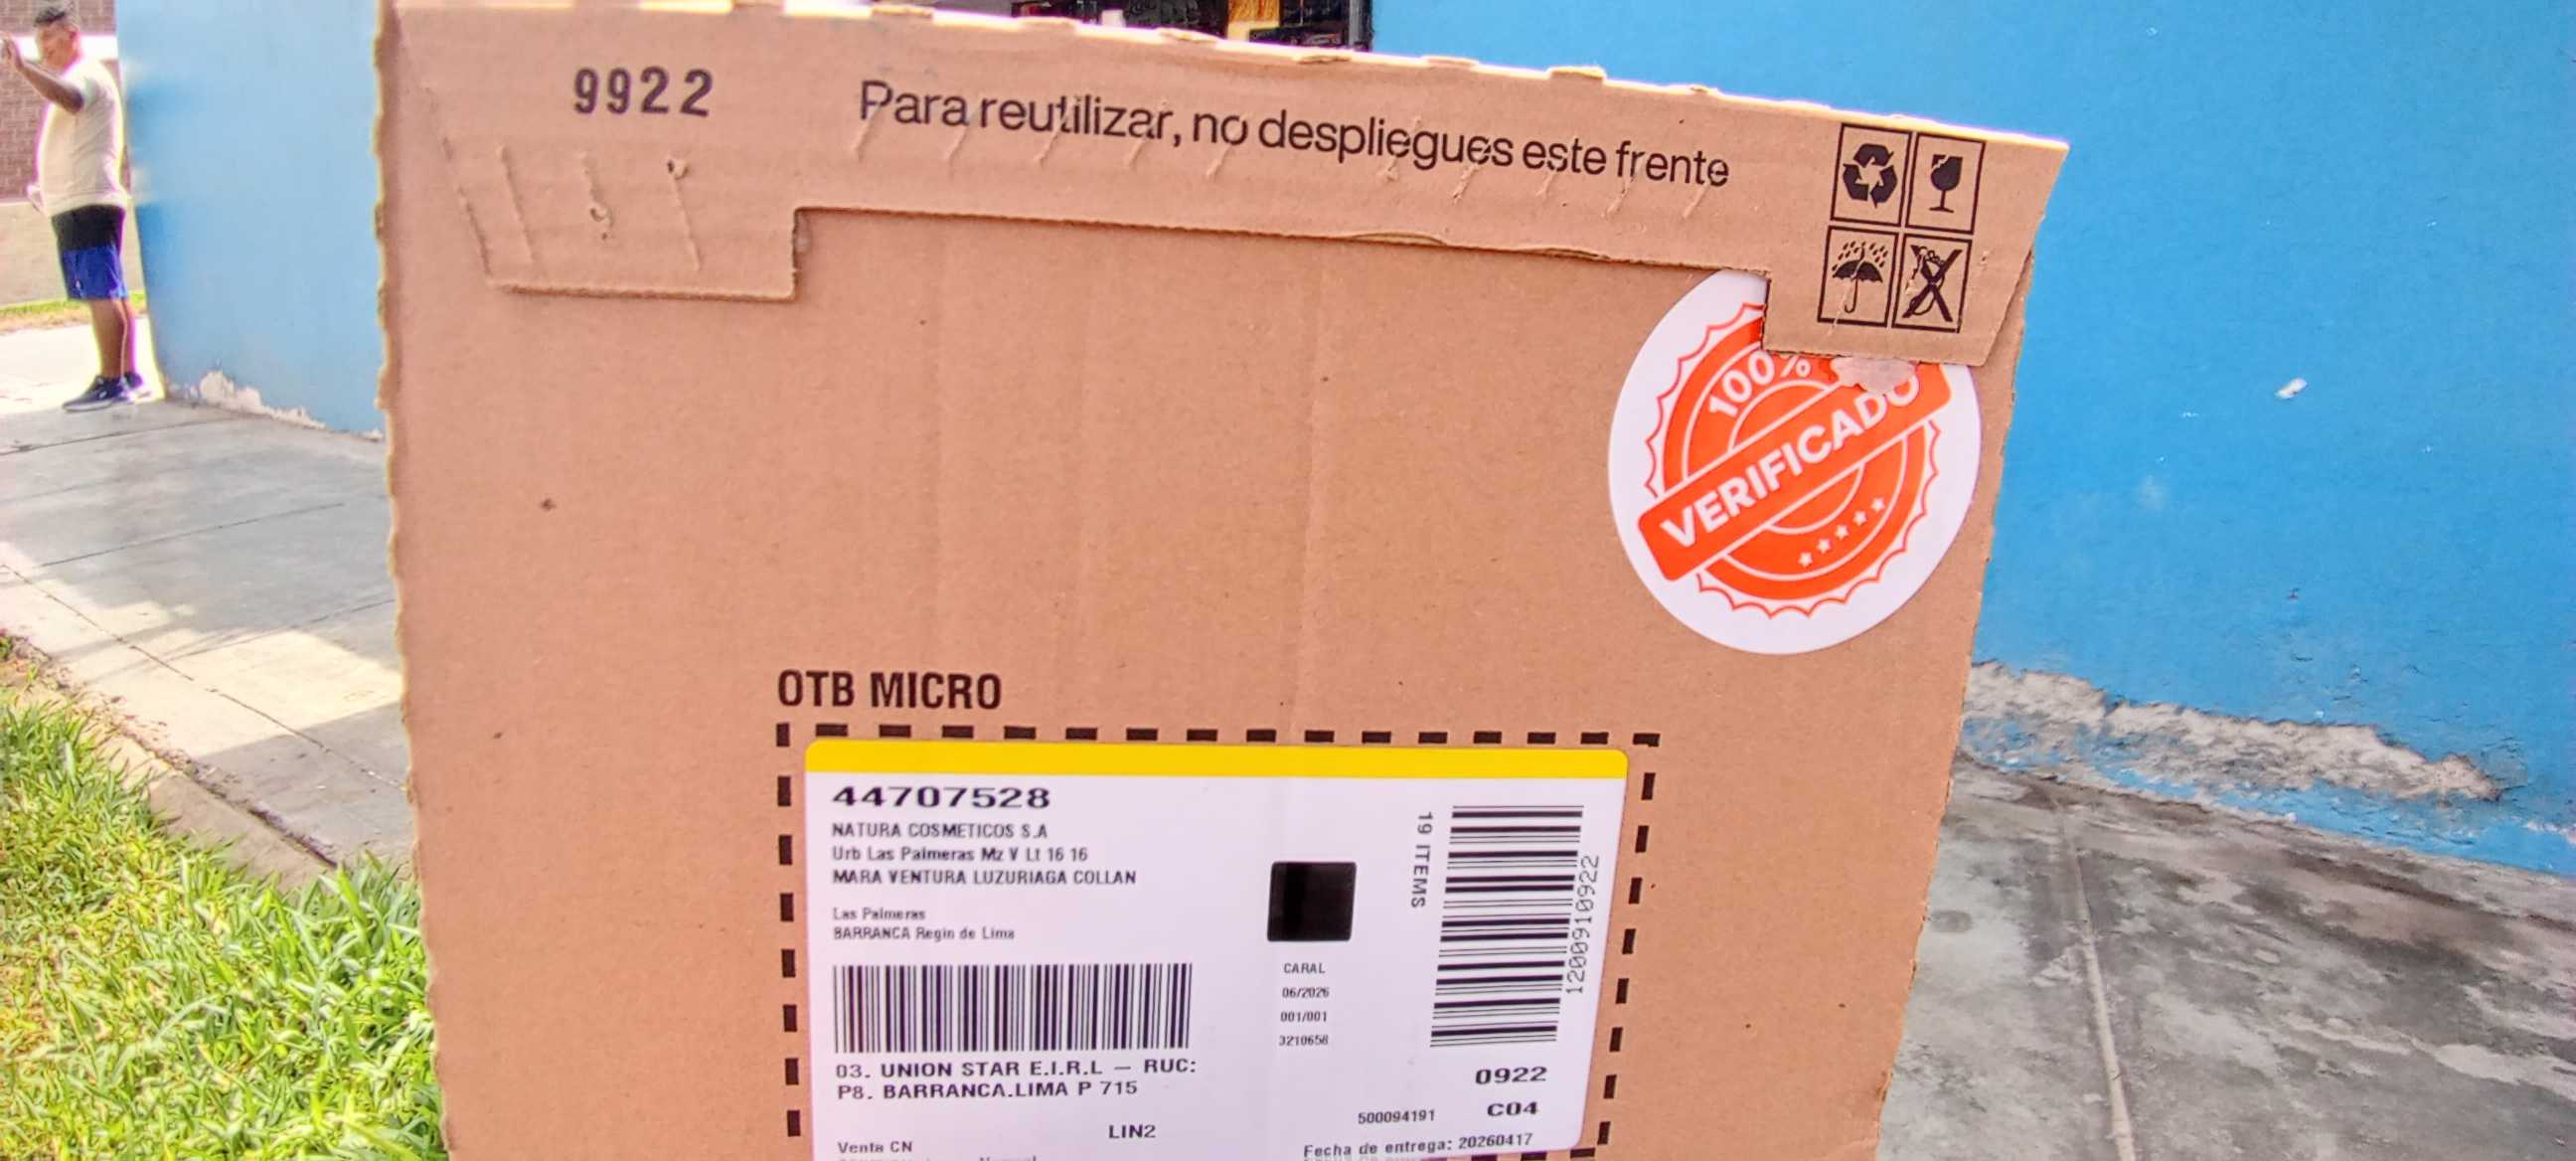 9922
Para reutilizar, no despliegues este frente
100%
VERIFICADO
OTB MICRO
44707528
NATURA COSMETICOS S.A
Urb Las Palmeras Mz V Lt 16 16
MARA VENTURA LUZURIAGA COLLAN
Las Palmeras
BARRANCA Regin de Lima
19 ITEMS
120091610922
CARAL
06/2026
001/001
3210658
03. UNION STAR E.I.R.L — RUC:
P8. BARRANCA.LIMA P 715
0922
500094191
C04
LIN2
Venta CN
Fecha de entrega: 20260417